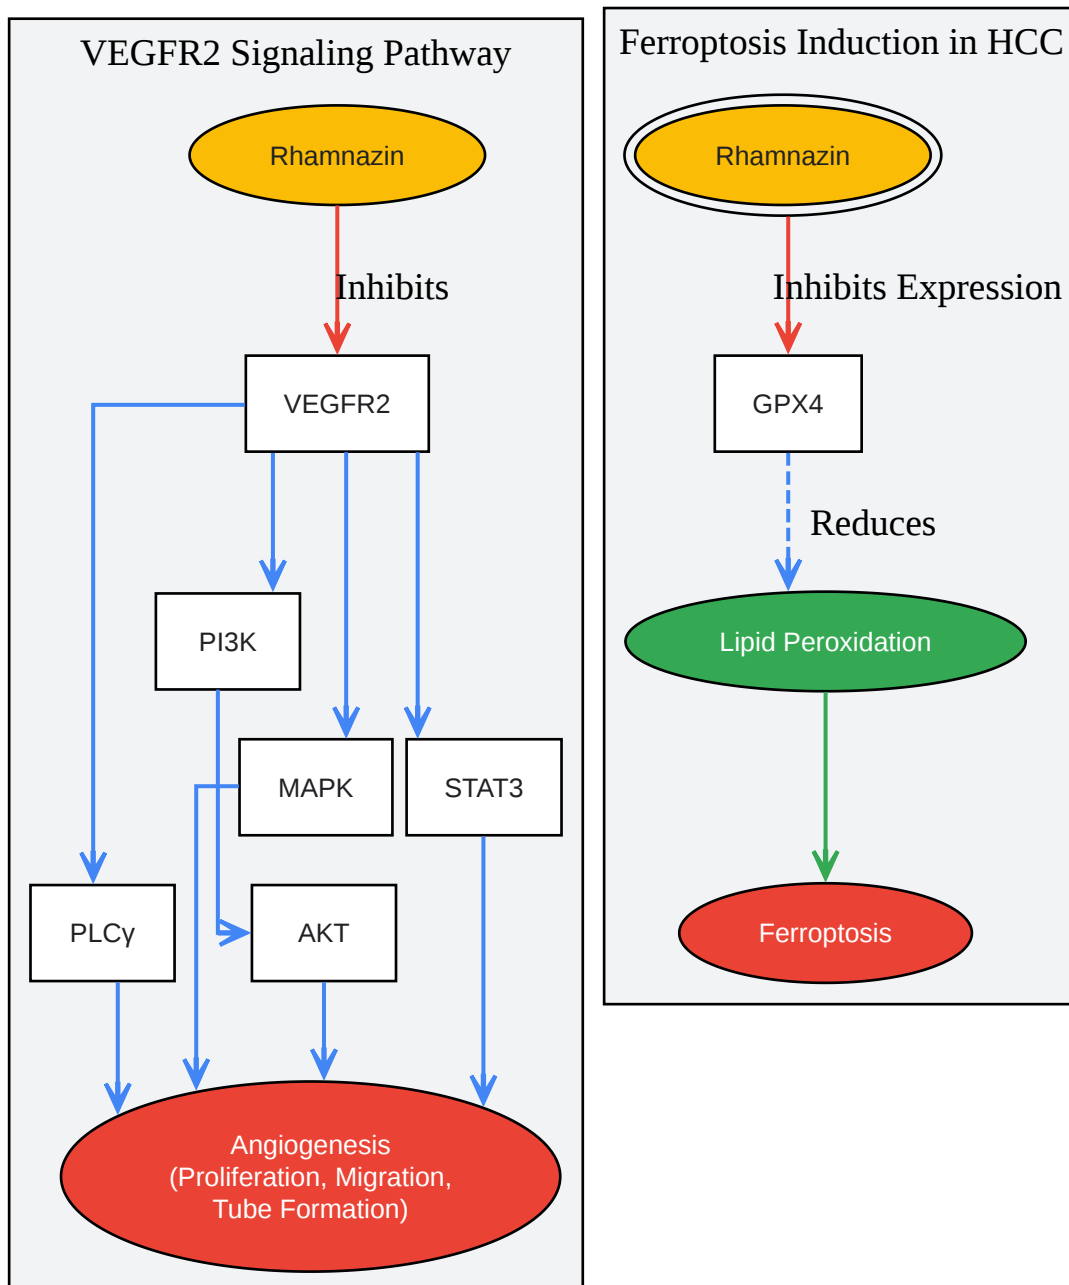 VEGFR2 Signaling Pathway
Rhamnazin
Inhibits
VEGFR2
PI3K
MAPK
STAT3
PLCγ
AKT
Angiogenesis
(Proliferation, Migration,
Tube Formation)
Ferroptosis Induction in HCC
Rhamnazin
Inhibits Expression
GPX4
Reduces
Lipid Peroxidation
Ferroptosis